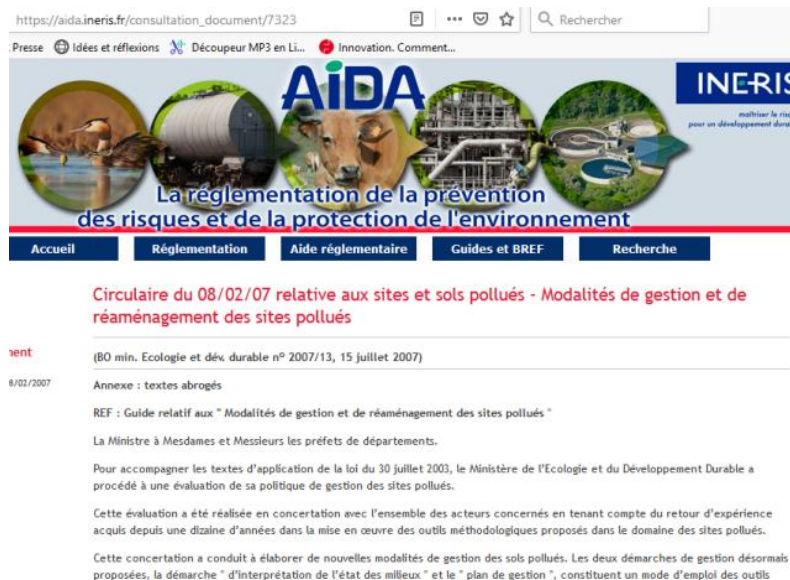 https://aida.ineris.fr/consultation_document/7323
Rechercher
Presse Idées et réflexions Découpeur MP3 en Li... Innovation. Comment...
AIDA
INERIS
maîtriser le
pour un développement
La réglementation de la prévention
des risques et de la protection de l'environnement
Accueil Réglementation Aide réglementaire Guides et BREF Recherche
Circulaire du 08/02/07 relative aux sites et sols pollués - Modalités de gestion et de
réaménagement des sites pollués
(BO min. Ecologie et dév. durable nº 2007/13, 15 juillet 2007)
8/02/2007
Annexe : textes abrogés
REF : Guide relatif aux " Modalités de gestion et de réaménagement des sites pollués "
La Ministre à Mesdames et Messieurs les préfets de départements.
Pour accompagner les textes d'application de la loi du 30 juillet 2003, le Ministère de l'Ecologie et du Développement Durable a
procédé à une évaluation de sa politique de gestion des sites pollués.
Cette évaluation a été réalisée en concertation avec l'ensemble des acteurs concernés en tenant compte du retour d'expérience
acquis depuis une dizaine d'années dans la mise en œuvre des outils méthodologiques proposés dans le domaine des sites pollués.
Cette concertation a conduit à élaborer de nouvelles modalités de gestion des sols pollués. Les deux démarches de gestion désormais
proposées, la démarche " d'interprétation de l'état des milieux " et le " plan de gestion ", constituent un mode d'emploi des outils